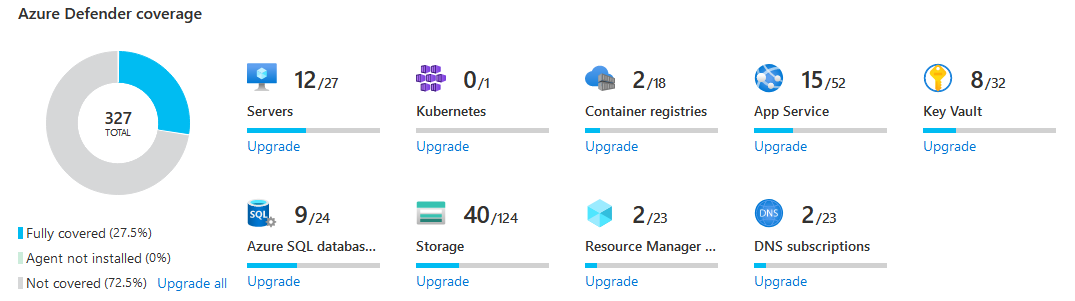 Azure Defender coverage
327
TOTAL
Fully covered (27.5%)
Agent not installed (0%)
Not covered (72.5%) Upgrade all
12/27
Servers
Upgrade
0/1
Kubernetes
Upgrade
2/18
Container registries
Upgrade
15/52
App Service
Upgrade
8/32
Key Vault
Upgrade
SQL
9/24
Azure SQL databas...
Upgrade
40/124
Storage
Upgrade
2/23
Resource Manager ...
Upgrade
DNS
2/23
DNS subscriptions
Upgrade